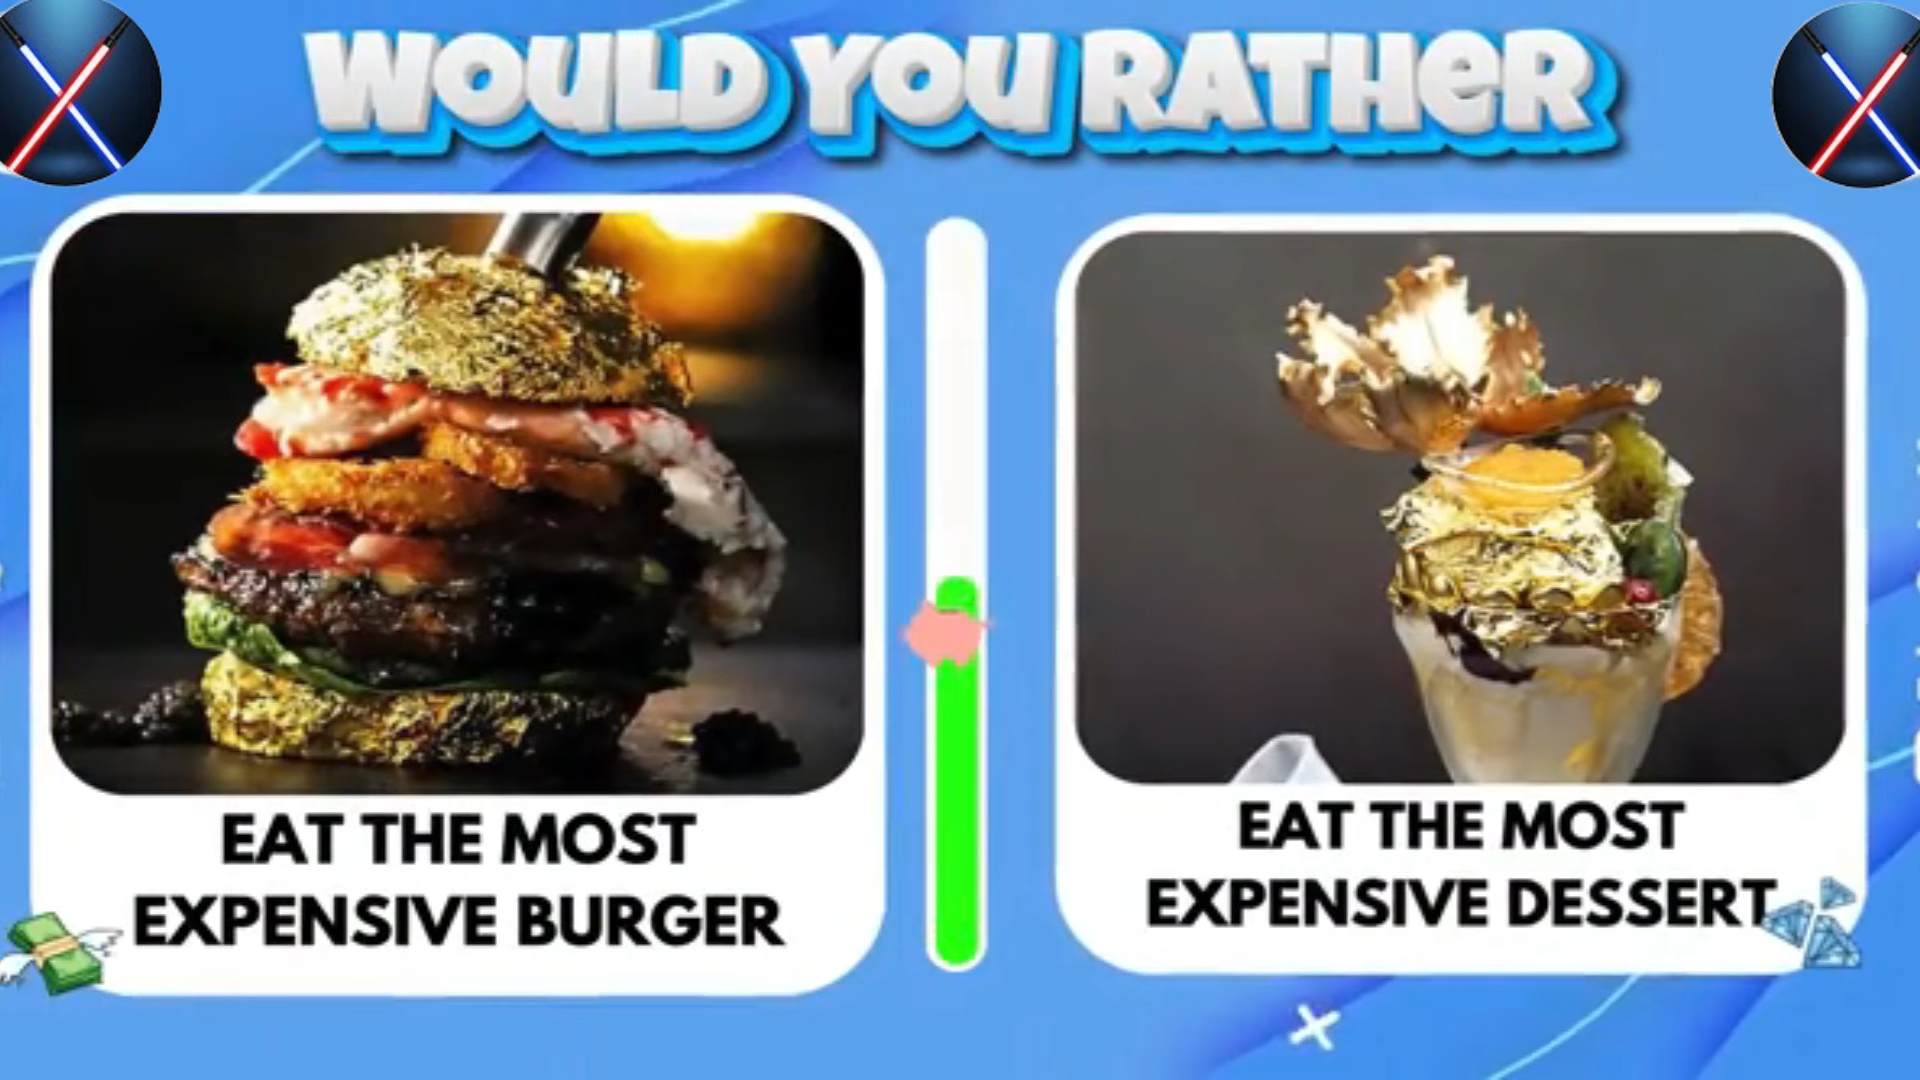 WOULD YOU RATHER
EAT THE MOST
EXPENSIVE BURGER
EAT THE MOST
EXPENSIVE DESSERT